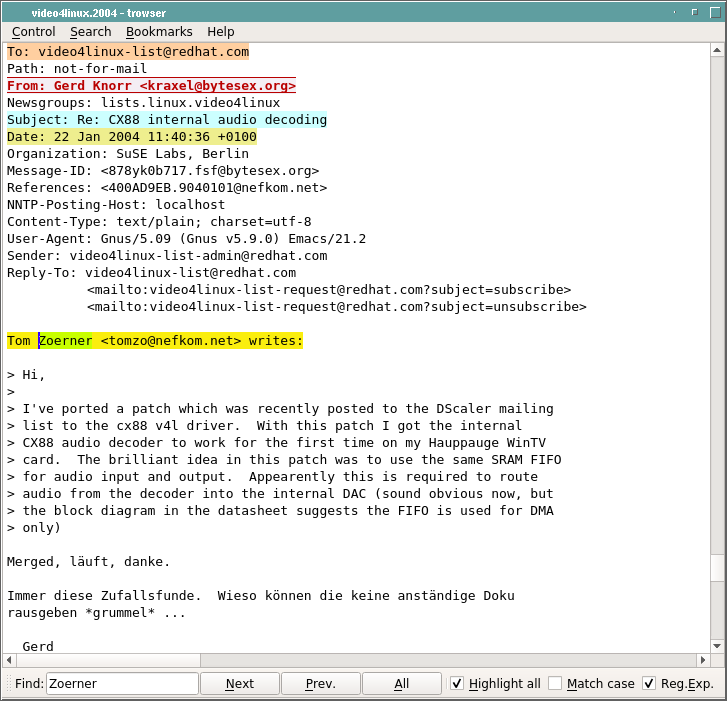 video4linux.2004 - trowser
Control Search Bookmarks Help
To: video4linux-list@redhat.com
Path: not-for-mail
From: Gerd Knorr <kraxel@bytesex.org>
Newsgroups: lists.linux.video4linux
Subject: Re: CX88 internal audio decoding
Date: 22 Jan 2004 11:40:36 +0100
Organization: SuSE Labs, Berlin
Message-ID: <878yk0b717.fsf@bytesex.org>
References: <400AD9EB.9040101@nefkom.net>
NNTP-Posting-Host: localhost
Content-Type: text/plain; charset=utf-8
User-Agent: Gnus/5.09 (Gnus v5.9.0) Emacs/21.2
Sender: video4linux-list-admin@redhat.com
Reply-To: video4linux-list@redhat.com
<mailto:video4linux-list-request@redhat.com?subject=subscribe>
<mailto:video4linux-list-request@redhat.com?subject=unsubscribe>
Tom Zoerner <tomzo@nefkom.net> writes:
> Hi,
>
> I've ported a patch which was recently posted to the DScaler mailing
> list to the cx88 v4l driver.  With this patch I got the internal
> CX88 audio decoder to work for the first time on my Hauppauge WinTV
> card.  The brilliant idea in this patch was to use the same SRAM FIFO
> for audio input and output.  Appearently this is required to route
> audio from the decoder into the internal DAC (sound obvious now, but
> the block diagram in the datasheet suggests the FIFO is used for DMA
> only)
Merged, läuft, danke.
Immer diese Zufallsfunde.  Wieso können die keine anständige Doku
rausgeben *grummel* ...
Gerd
Find: Zoerner Next Prev. All Highlight all Match case Reg.Exp.